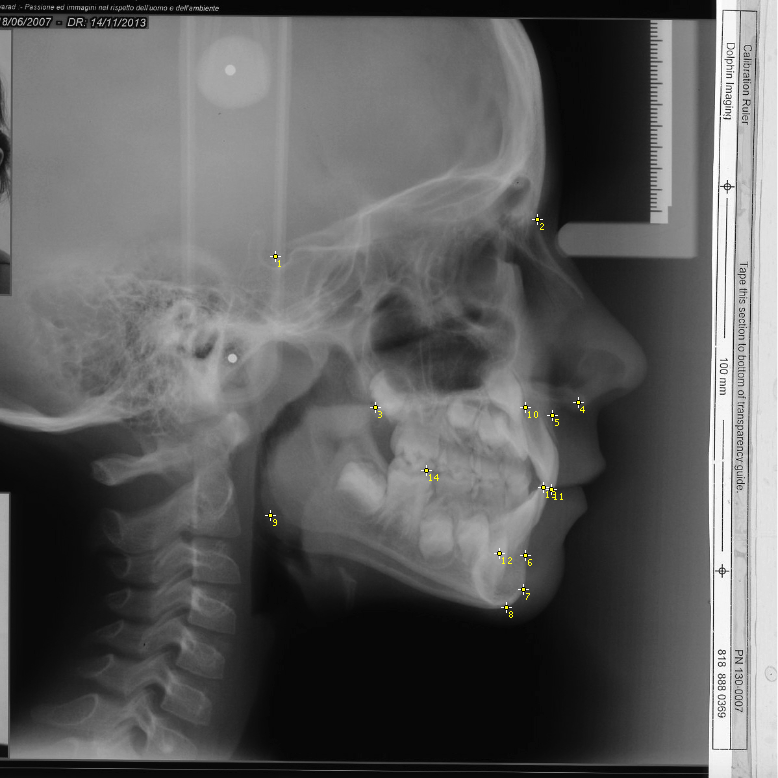 varad :- Passione ed immagini nel rispetto dell'uomo e dell'ambiente
8/06/2007 - DR: 14/11/2013
1
2
3
4
5
6
7
8
9
10
11
12
14
Calibration Ruler
Dolphin Imaging
Tape this section to bottom of transparency guide.
100 mm
PN 130-0007
818 888 0369